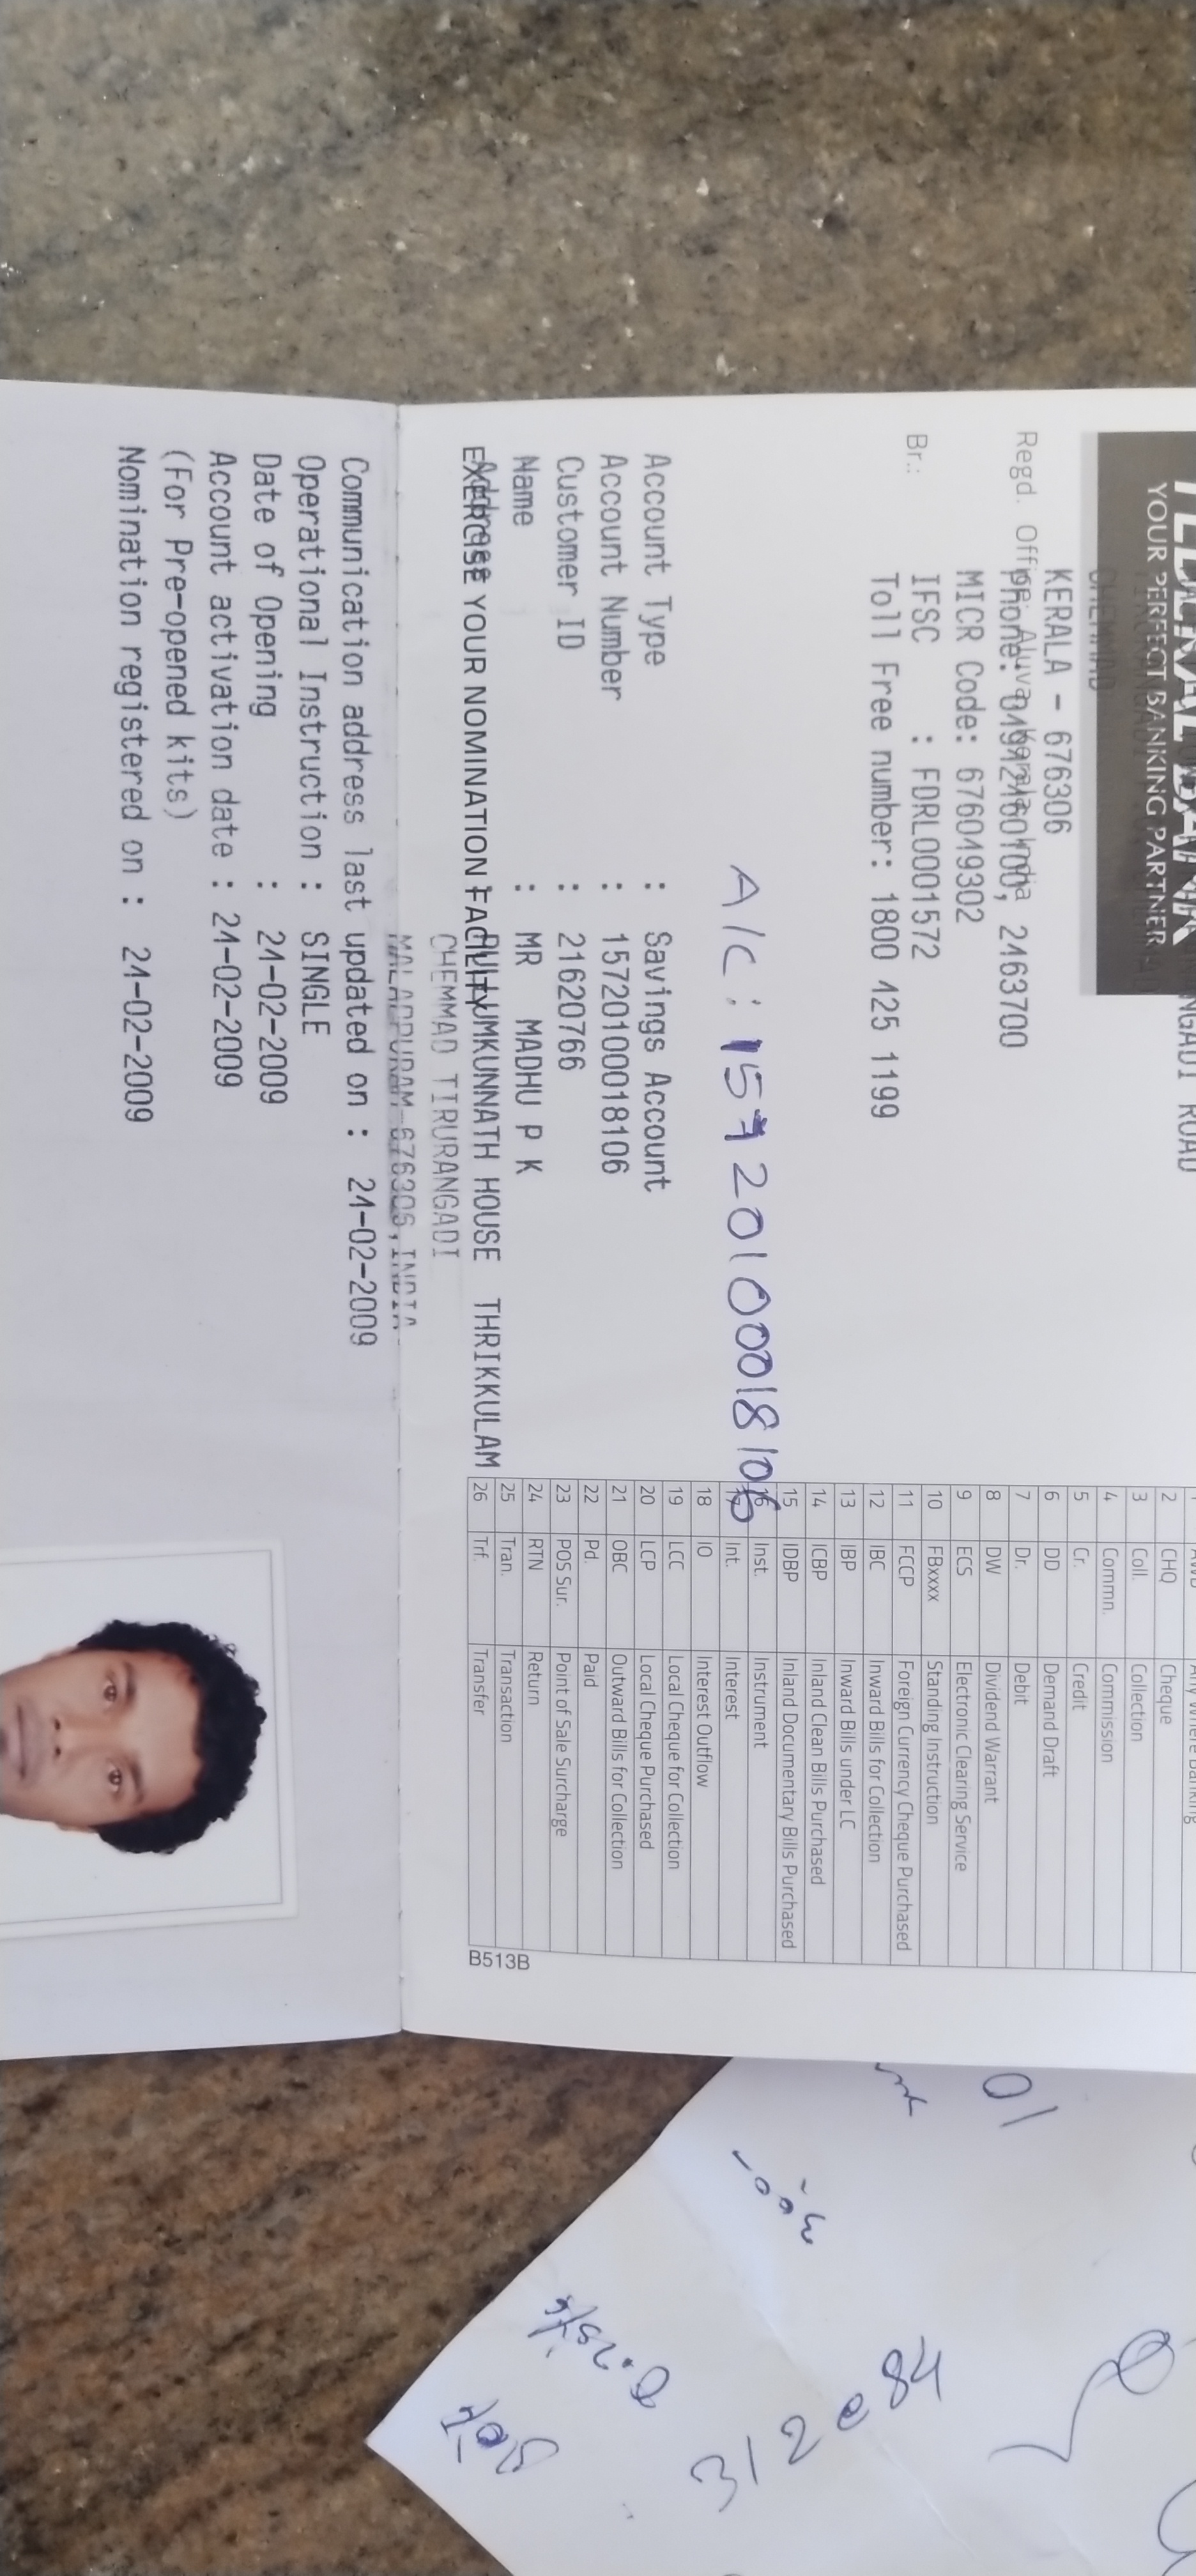 FEDERAL BANK
YOUR PERFECT BANKING PARTNER
NGADI ROAD
CHEMMAD
KERALA - 676306
Regd. Office: Aluva, Kerala, India
Phone: 04942460100, 2463700
MICR Code: 676049302
Br.:
IFSC : FDRL0001572
Toll Free number: 1800 425 1199
A/C : 15720100018106
Account Type : Savings Account
Account Number : 15720100018106
Customer ID : 21620766
Name : MR MADHU P K
Address : PULLUMKUNNATH HOUSE THRIKKULAM
EXERCISE YOUR NOMINATION FACILITY
CHEMMAD TIRURANGADI
MALAPPURAM-676306,INDIA
Communication address last updated on : 24-02-2009
Operational Instruction : SINGLE
Date of Opening : 24-02-2009
Account activation date : 24-02-2009
(For Pre-opened kits)
Nomination registered on : 24-02-2009
2 CHQ Cheque
3 Coll. Collection
4 Commn. Commission
5 Cr. Credit
6 DD Demand Draft
7 Dr. Debit
8 DW Dividend Warrant
9 ECS Electronic Clearing Service
10 FBxxxx Standing Instruction
11 FCCP Foreign Currency Cheque Purchased
12 IBC Inward Bills for Collection
13 IBP Inward Bills under LC
14 ICBP Inland Clean Bills Purchased
15 IDBP Inland Documentary Bills Purchased
16 Inst. Instrument
17 Int. Interest
18 IO Interest Outflow
19 LCC Local Cheque for Collection
20 LCP Local Cheque Purchased
21 OBC Outward Bills for Collection
22 Pd. Paid
23 POS Sur. Point of Sale Surcharge
24 RTN Return
25 Tran. Transaction
26 Trf. Transfer
B513B